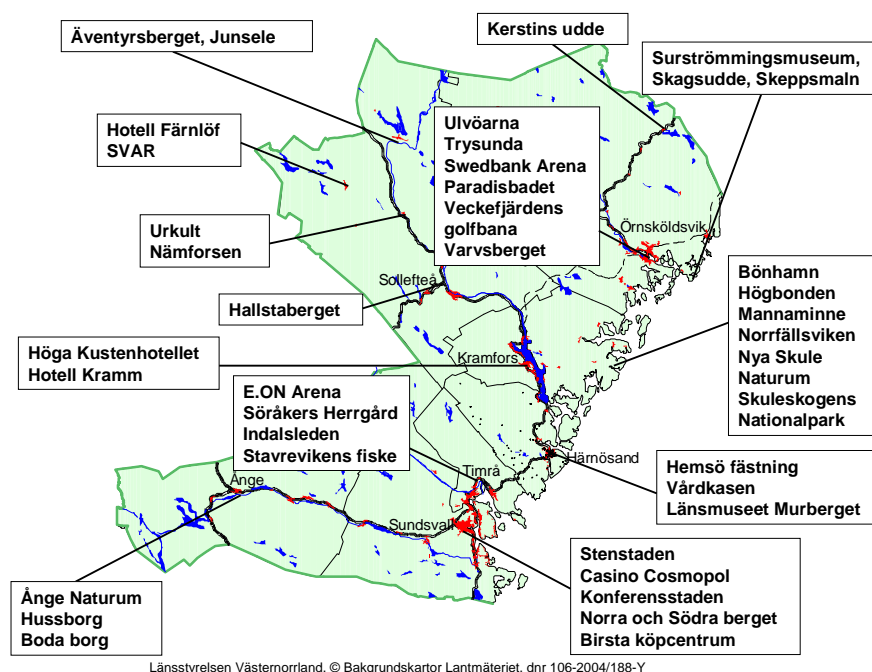 Äventyrsberget, Junsele
Kerstins udde
Surströmmingsmuseum,
Skagsudde, Skeppsmaln
Hotell Färnlöf
SVAR
Ulvöarna
Trysunda
Swedbank Arena
Paradisbadet
Veckefjärdens
golfbana
Varvsberget
Urkult
Nämforsen
Örnsköldsvik
Sollefteå
Hallstaberget
Bönhamn
Högbonden
Mannaminne
Norrfällsviken
Nya Skule
Naturum
Skuleskogens
Nationalpark
Höga Kustenhotellet
Hotell Kramm
Kramfors
E.ON Arena
Söråkers Herrgård
Indalsleden
Stavrevikens fiske
Härnösand
Timrå
Hemsö fästning
Vårdkasen
Länsmuseet Murberget
Ånge
Sundsvall
Stenstaden
Casino Cosmopol
Konferensstaden
Norra och Södra berget
Birsta köpcentrum
Ånge Naturum
Hussborg
Boda borg
Länsstyrelsen Västernorrland, © Bakgrundskartor Lantmäteriet, dnr 106-2004/188-Y